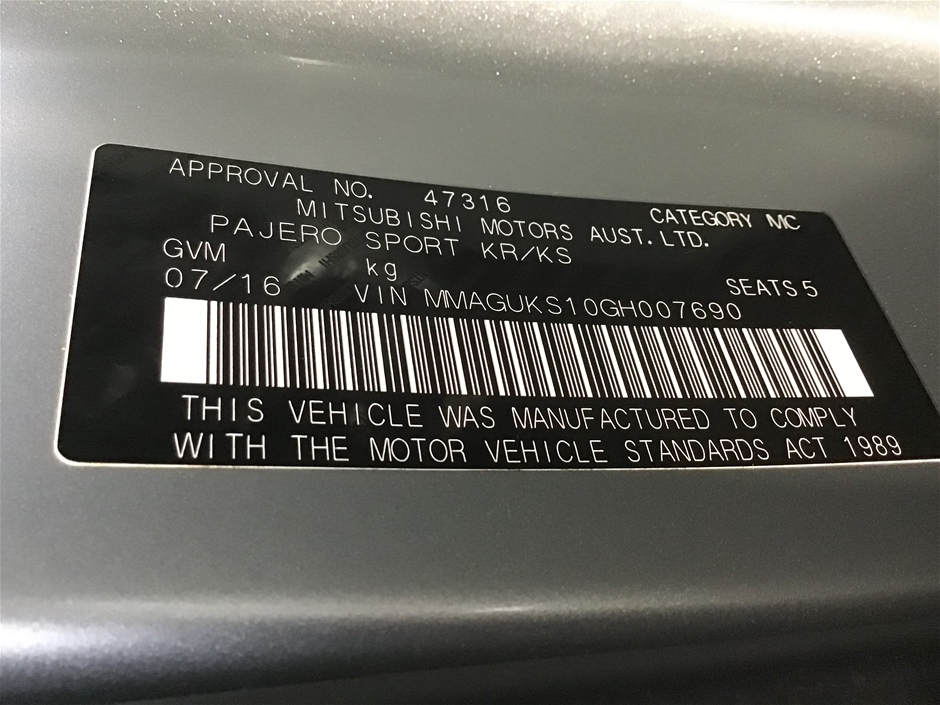 APPROVAL NO. 47316 CATEGORY MC
MITSUBISHI MOTORS AUST. LTD.
PAJERO SPORT KR/KS
GVM kg SEATS 5
07/16 VIN MMAGUKS10GH007690
THIS VEHICLE WAS MANUFACTURED TO COMPLY
WITH THE MOTOR VEHICLE STANDARDS ACT 1989